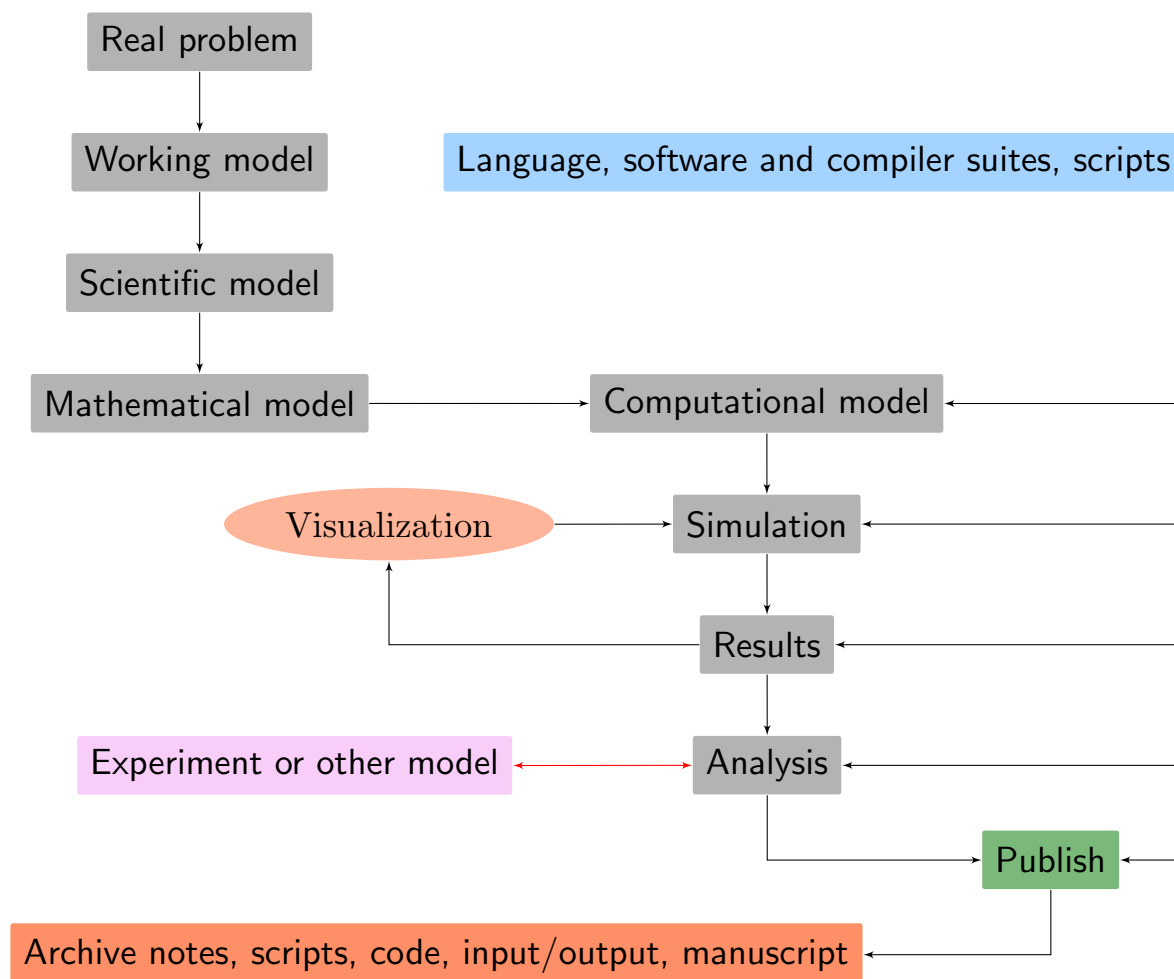 Real problem
Working model
Language, software and compiler suites, scripts
Scientific model
Mathematical model
Computational model
Visualization
Simulation
Results
Experiment or other model
Analysis
Publish
Archive notes, scripts, code, input/output, manuscript